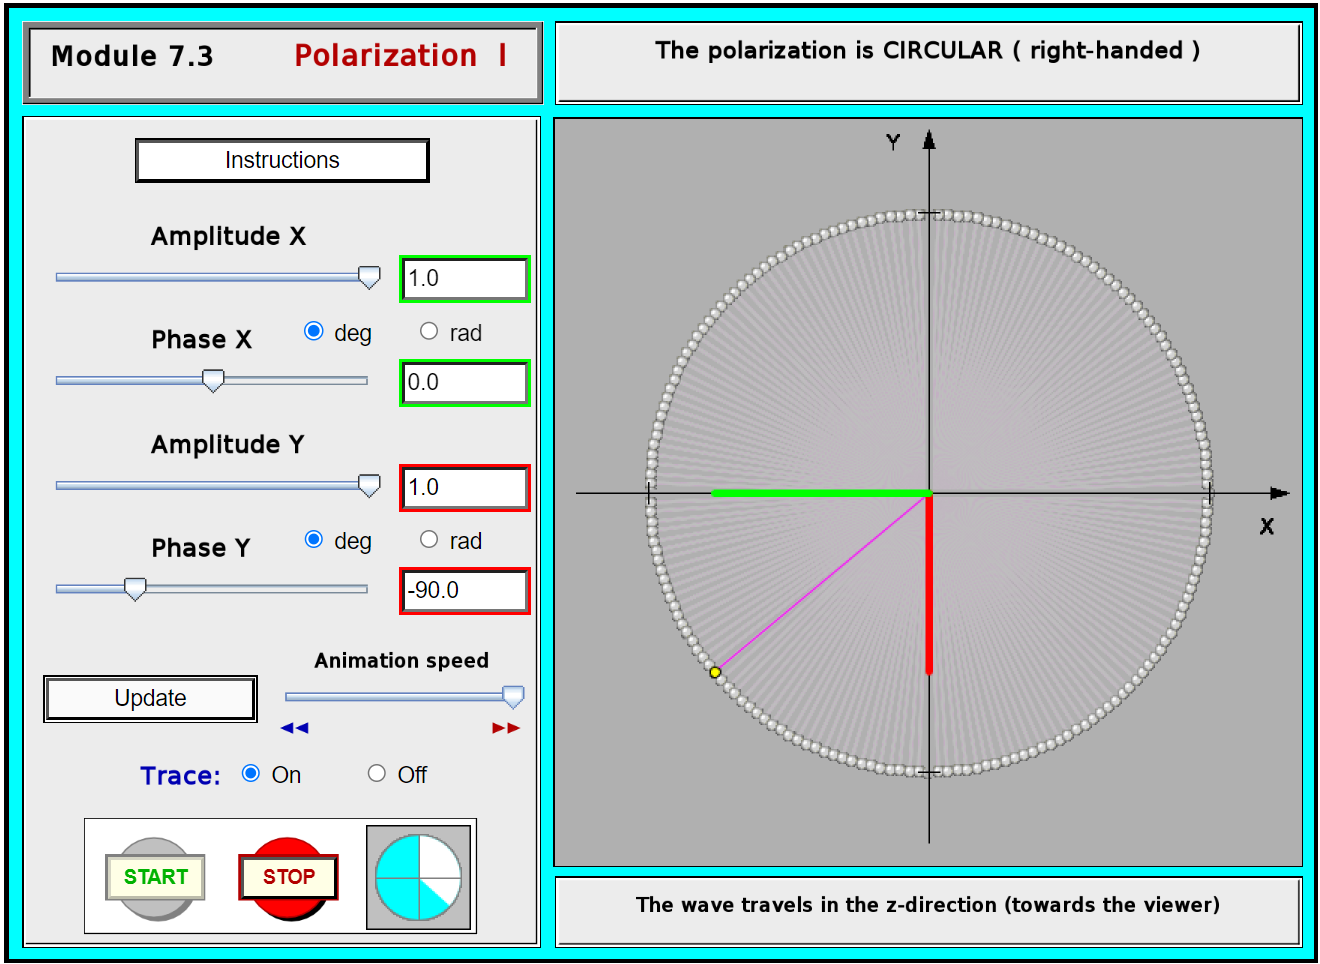 Module 7.3 Polarization I
The polarization is CIRCULAR ( right-handed )
Instructions
Amplitude X
1.0
Phase X deg rad
0.0
Amplitude Y
1.0
Phase Y deg rad
-90.0
Animation speed
Update
Trace: On Off
START STOP
Y
X
The wave travels in the z-direction (towards the viewer)